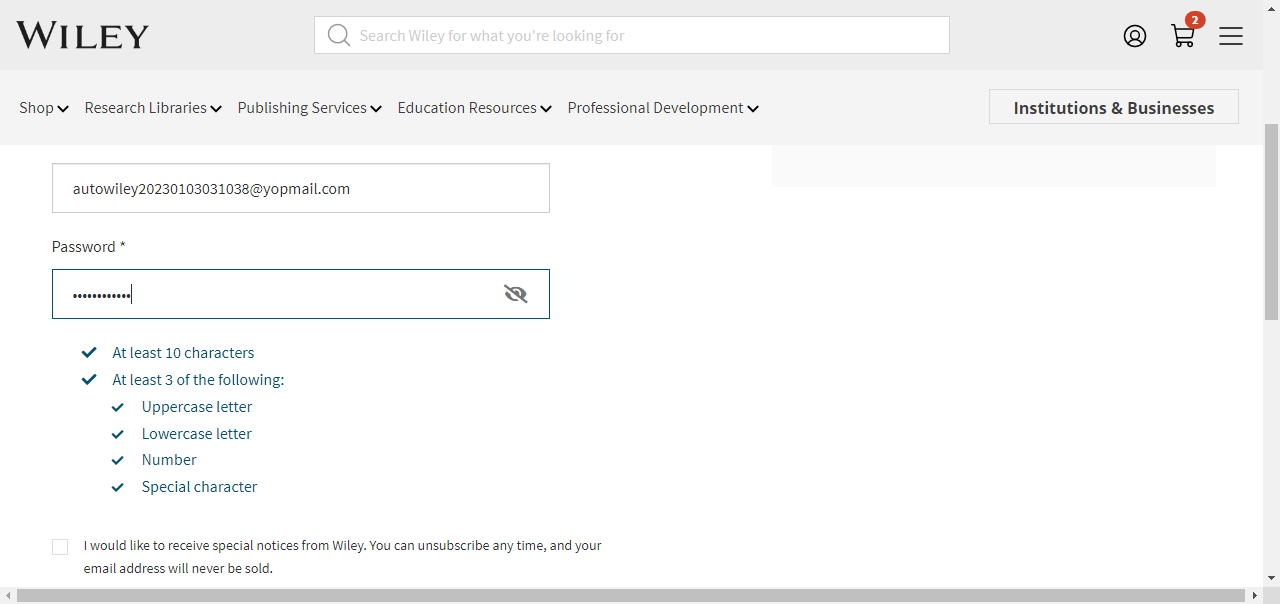 WILEY
Search Wiley for what you're looking for
2
Shop Research Libraries Publishing Services Education Resources Professional Development
Institutions & Businesses
autowiley20230103031038@yopmail.com
Password *
••••••••••••
At least 10 characters
At least 3 of the following:
Uppercase letter
Lowercase letter
Number
Special character
I would like to receive special notices from Wiley. You can unsubscribe any time, and your
email address will never be sold.